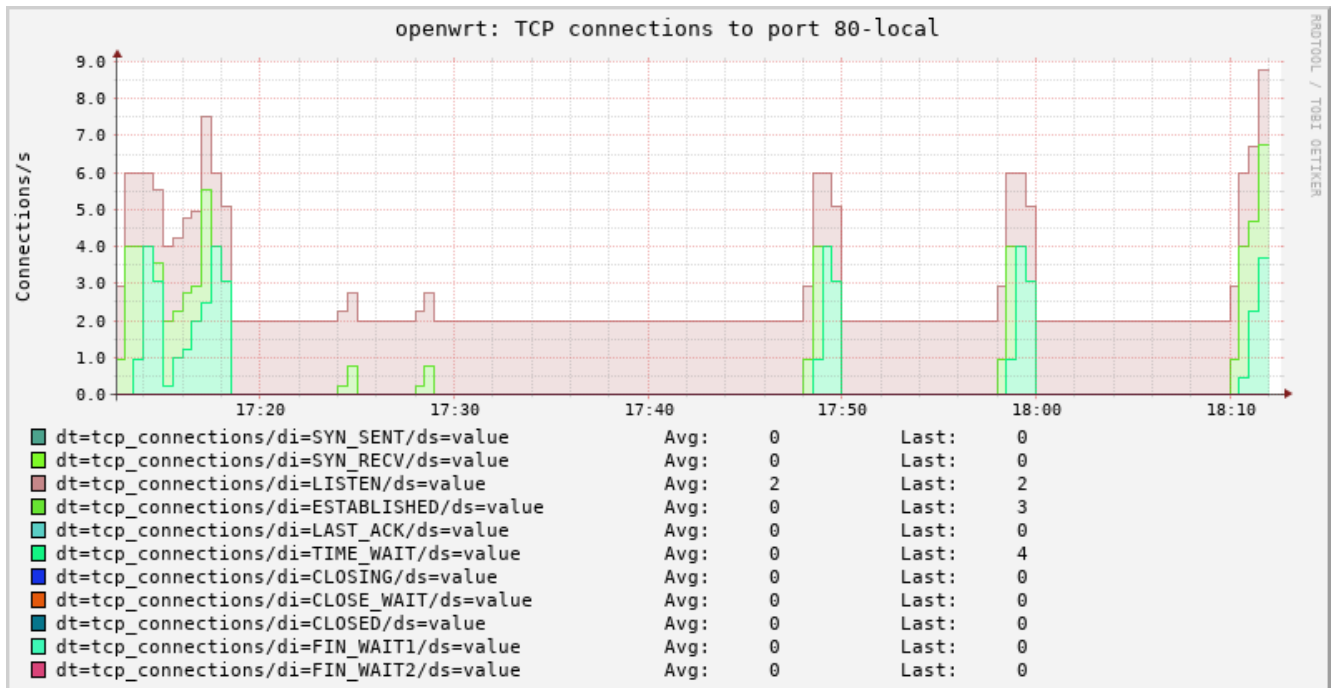 openwrt: TCP connections to port 80-local
RRDTOOL / TOBI OETIKER
Connections/s
9.0
8.0
7.0
6.0
5.0
4.0
3.0
2.0
1.0
0.0
17:20 17:30 17:40 17:50 18:00 18:10
dt=tcp_connections/di=SYN_SENT/ds=value Avg: 0 Last: 0
dt=tcp_connections/di=SYN_RECV/ds=value Avg: 0 Last: 0
dt=tcp_connections/di=LISTEN/ds=value Avg: 2 Last: 2
dt=tcp_connections/di=ESTABLISHED/ds=value Avg: 0 Last: 3
dt=tcp_connections/di=LAST_ACK/ds=value Avg: 0 Last: 0
dt=tcp_connections/di=TIME_WAIT/ds=value Avg: 0 Last: 4
dt=tcp_connections/di=CLOSING/ds=value Avg: 0 Last: 0
dt=tcp_connections/di=CLOSE_WAIT/ds=value Avg: 0 Last: 0
dt=tcp_connections/di=CLOSED/ds=value Avg: 0 Last: 0
dt=tcp_connections/di=FIN_WAIT1/ds=value Avg: 0 Last: 0
dt=tcp_connections/di=FIN_WAIT2/ds=value Avg: 0 Last: 0